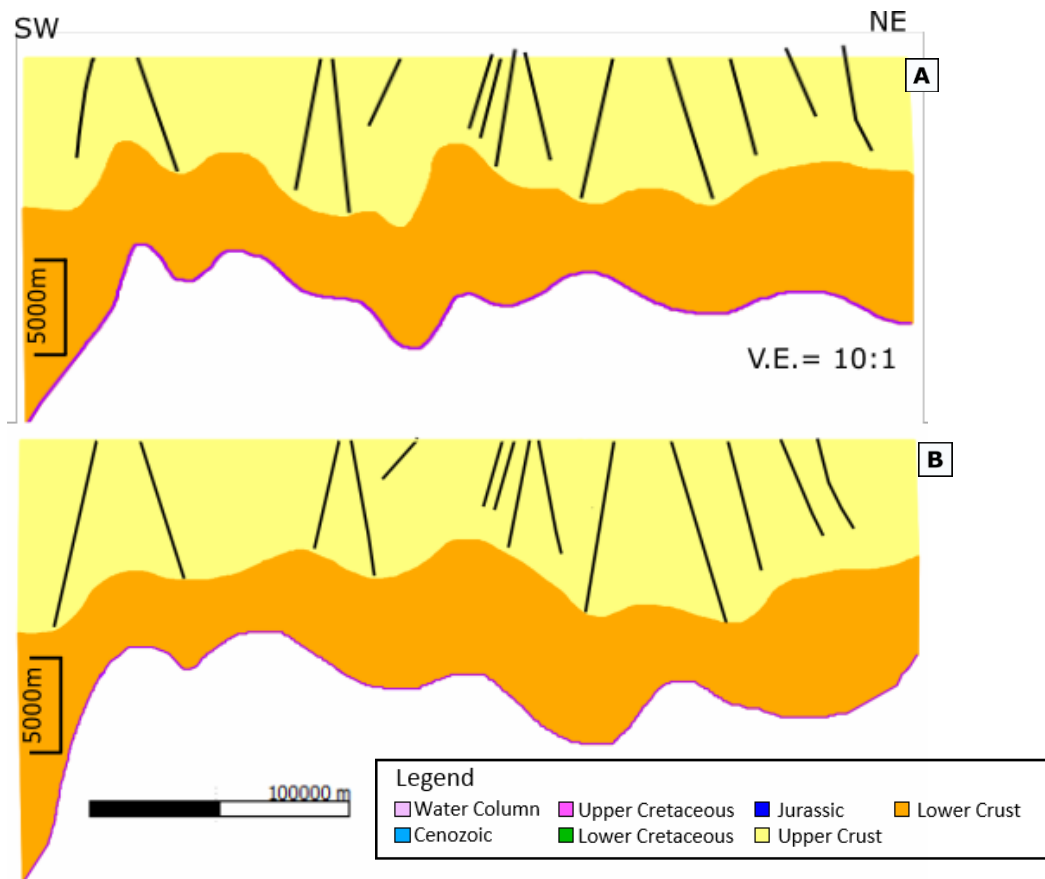 SW
NE
A
5000m
V.E.= 10:1
B
5000m
100000 m
Legend
Water Column Upper Cretaceous Jurassic Lower Crust
Cenozoic Lower Cretaceous Upper Crust